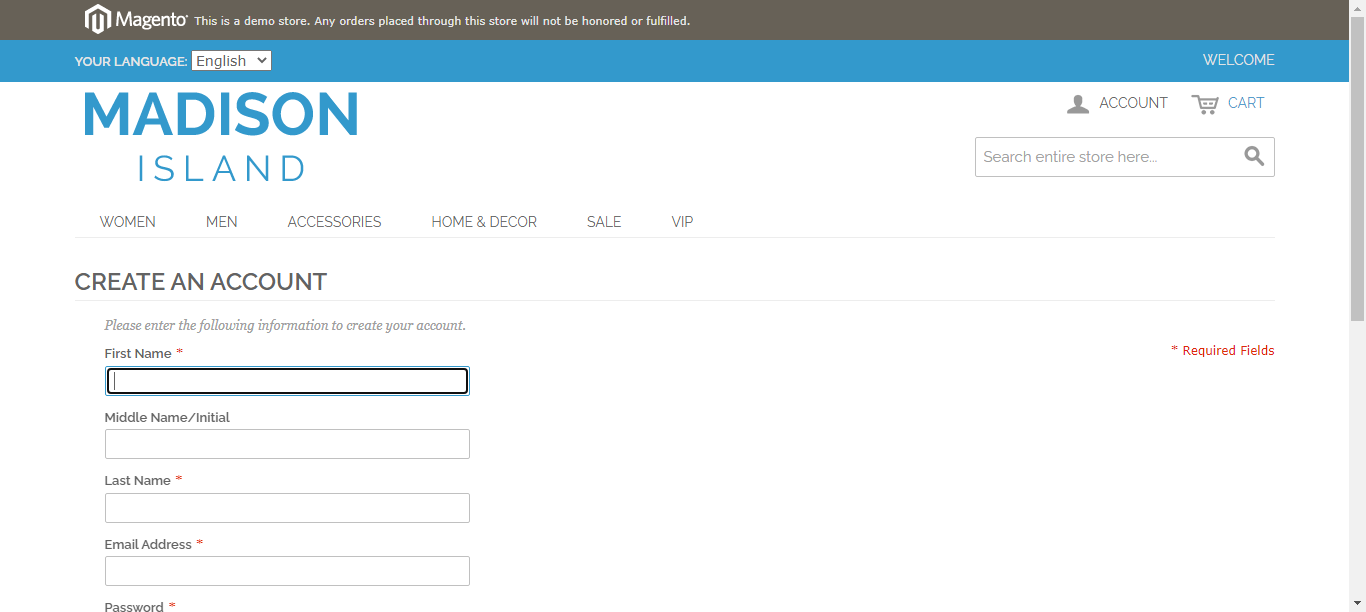 Magento® This is a demo store. Any orders placed through this store will not be honored or fulfilled.
YOUR LANGUAGE: English
WELCOME
MADISON
ISLAND
ACCOUNT CART
Search entire store here...
WOMEN MEN ACCESSORIES HOME & DECOR SALE VIP
CREATE AN ACCOUNT
Please enter the following information to create your account.
* Required Fields
First Name *
Middle Name/Initial
Last Name *
Email Address *
Password *